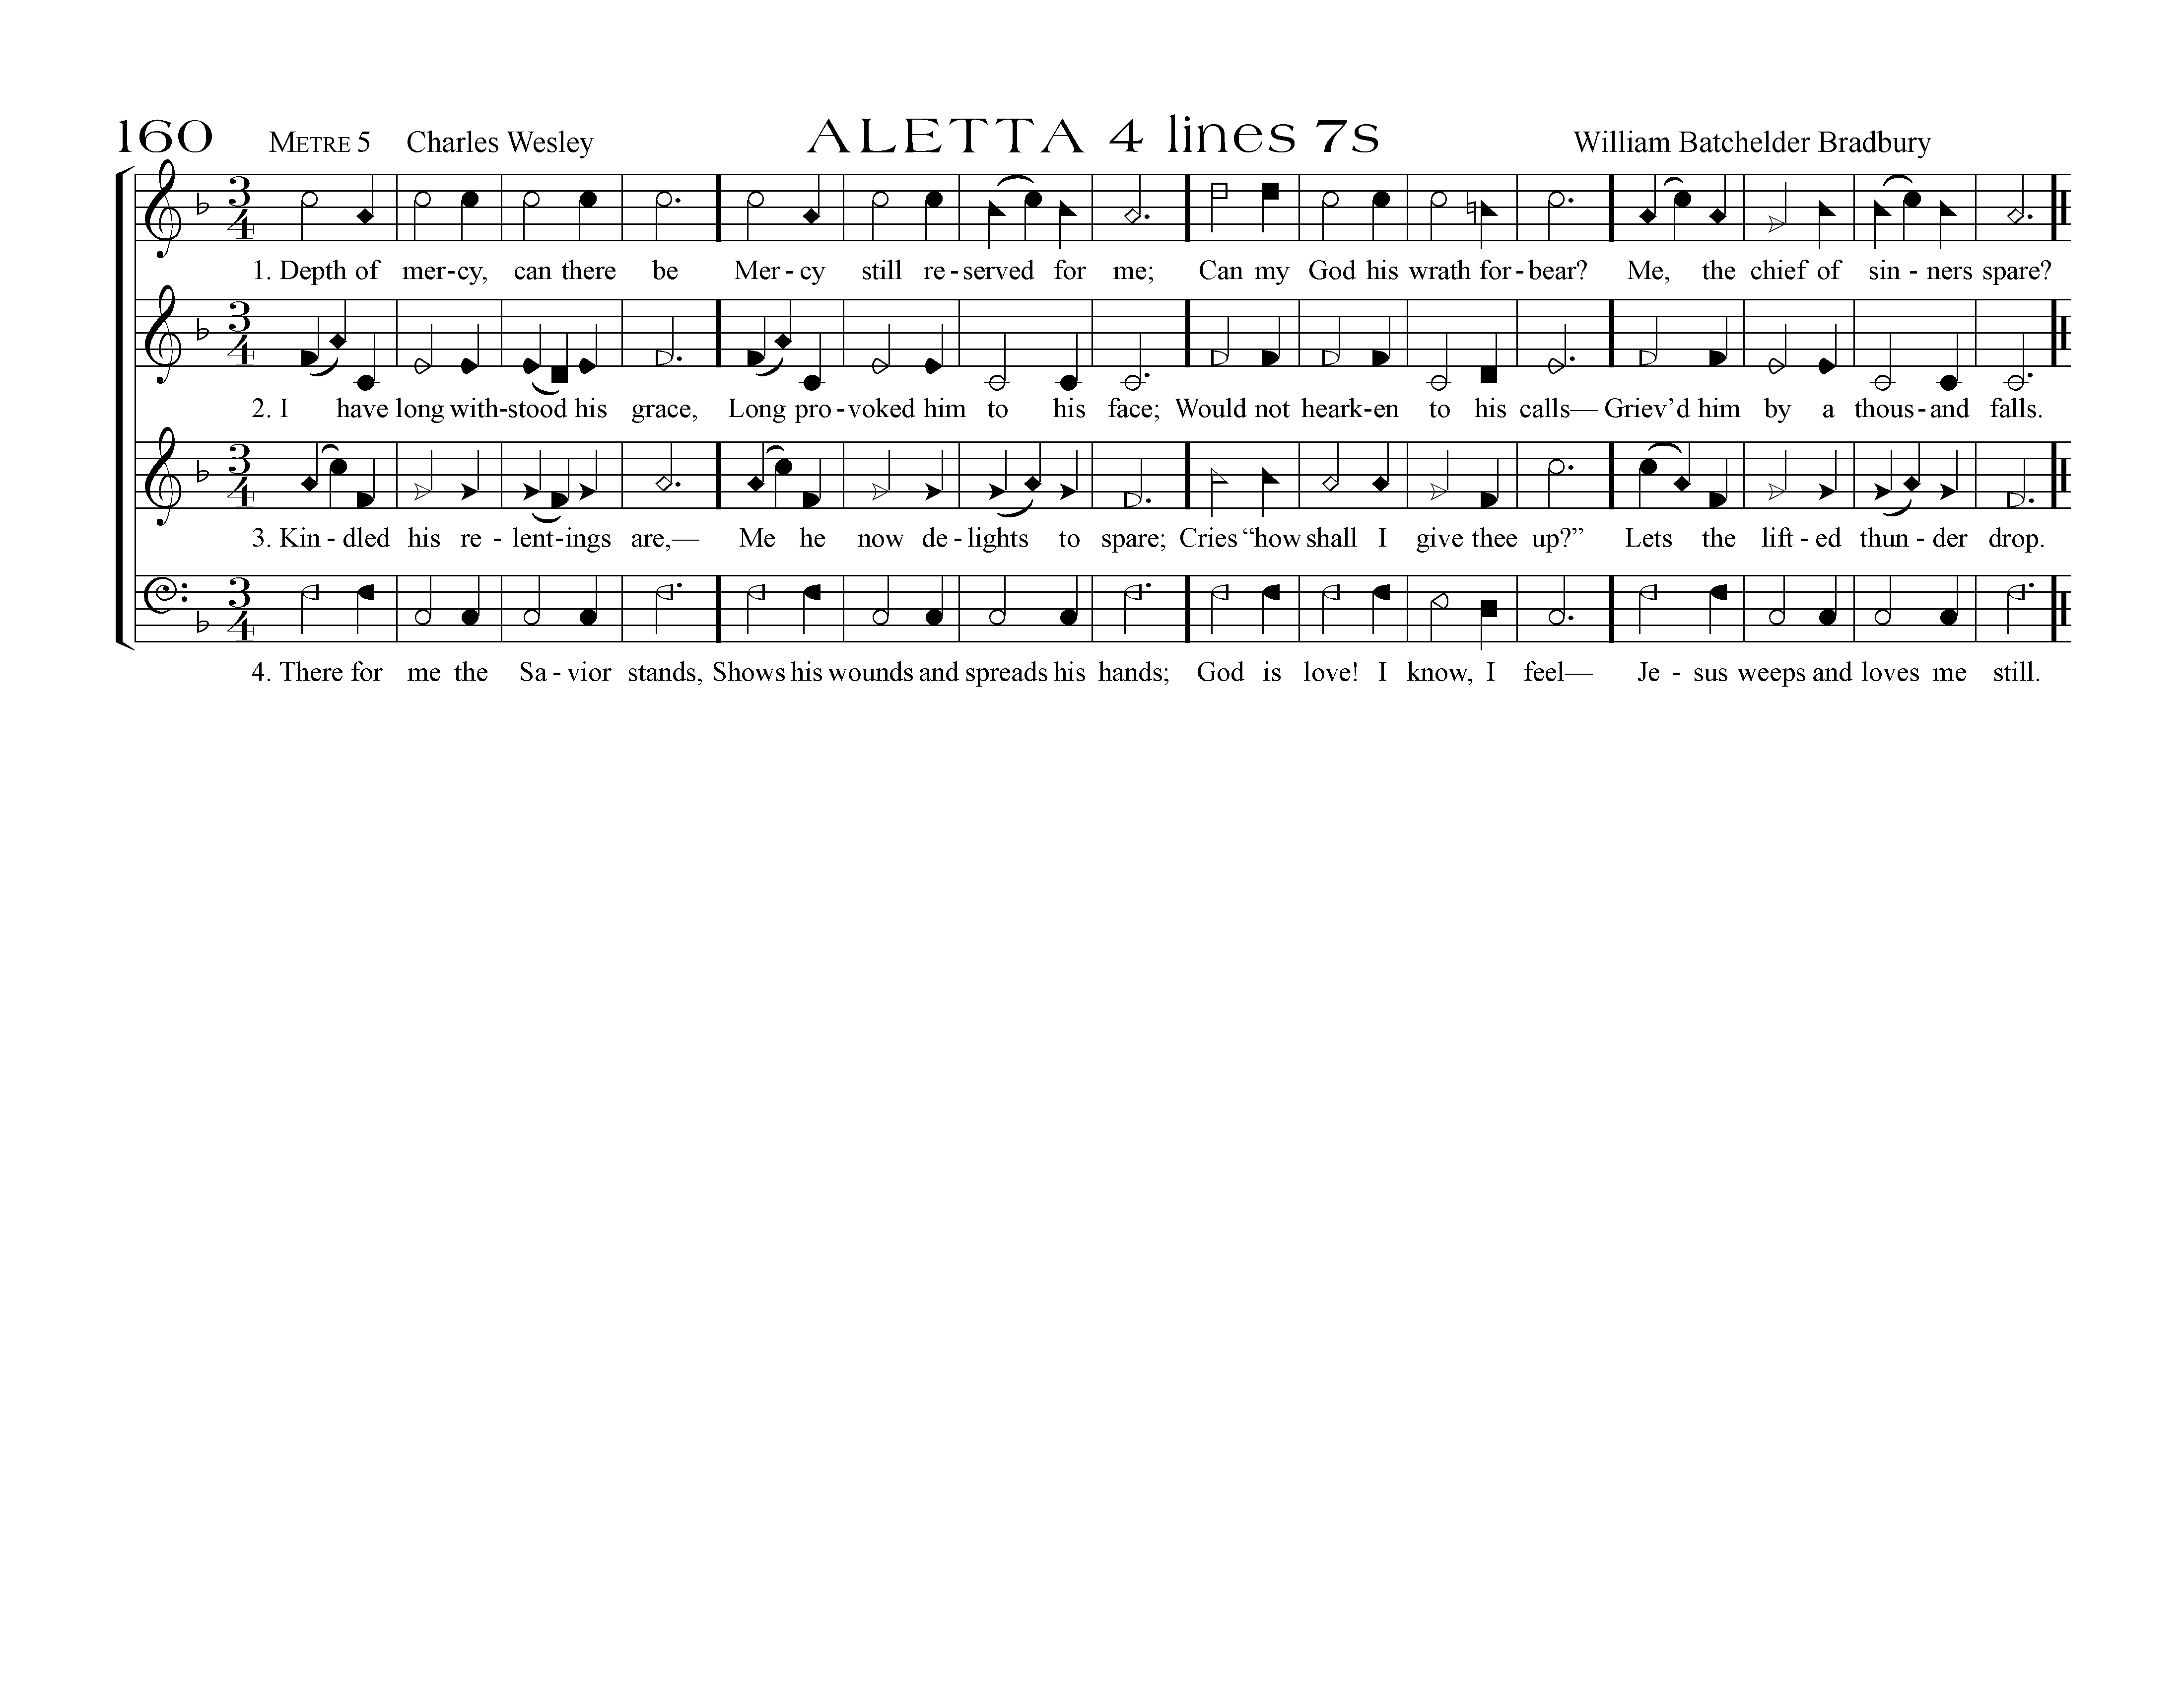 160 METRE 5 Charles Wesley ALETTA 4 lines 7s William Batchelder Bradbury
1. Depth of mer-cy, can there be Mer-cy still re-served for me; Can my God his wrath for-bear? Me, the chief of sin-ners spare?
2. I have long with-stood his grace, Long pro-voked him to his face; Would not heark-en to his calls— Griev’d him by a thous-and falls.
3. Kin-dled his re-lent-ings are,— Me he now de-lights to spare; Cries “how shall I give thee up?” Lets the lift-ed thun-der drop.
4. There for me the Sa-vior stands, Shows his wounds and spreads his hands; God is love! I know, I feel— Je-sus weeps and loves me still.